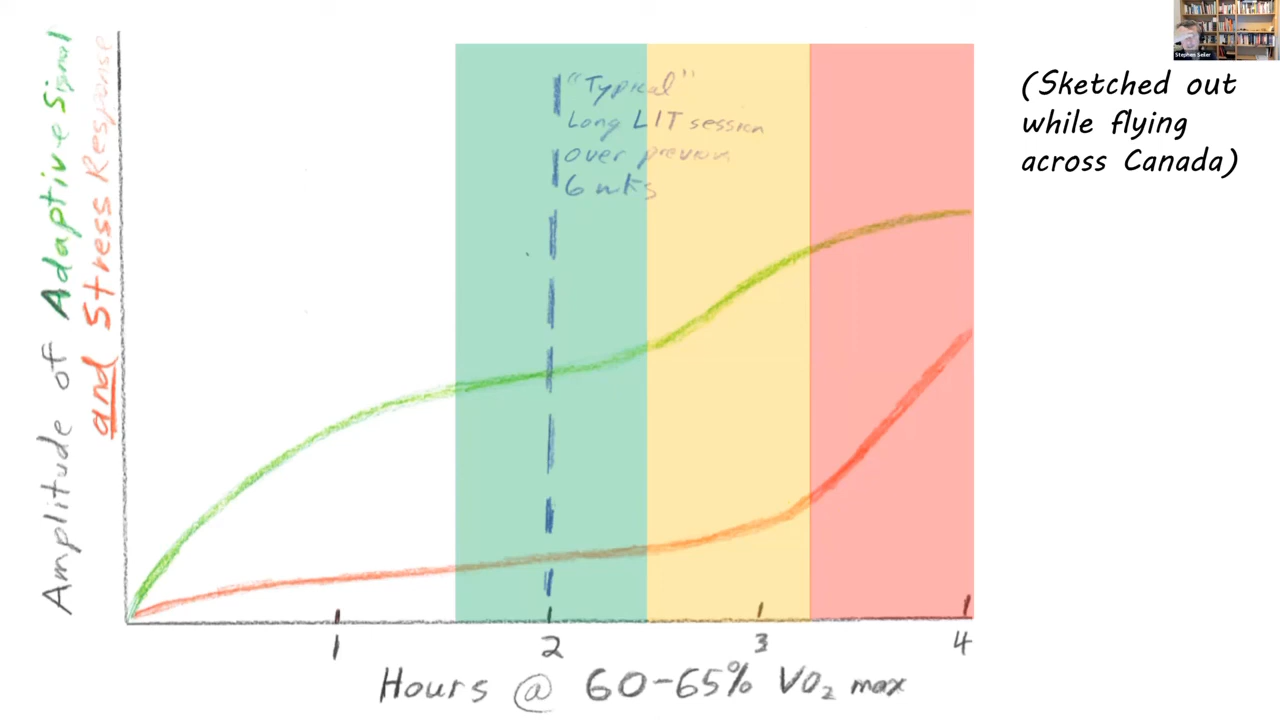 Amplitude of Adaptive Signal
and Stress Response
"Typical"
Long LIT session
over previous
6 wks
1
2
3
4
Hours @ 60-65% VO₂ max
(Sketched out
while flying
across Canada)
Stephen Seiler